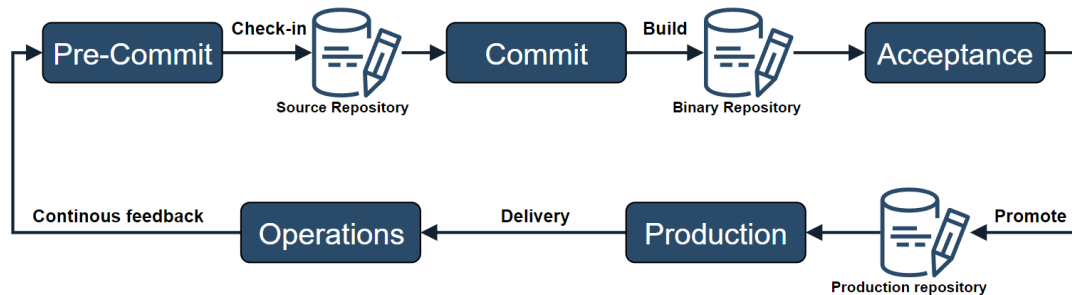 Pre-Commit
Check-in
Source Repository
Commit
Build
Binary Repository
Acceptance
Promote
Production repository
Production
Delivery
Operations
Continous feedback